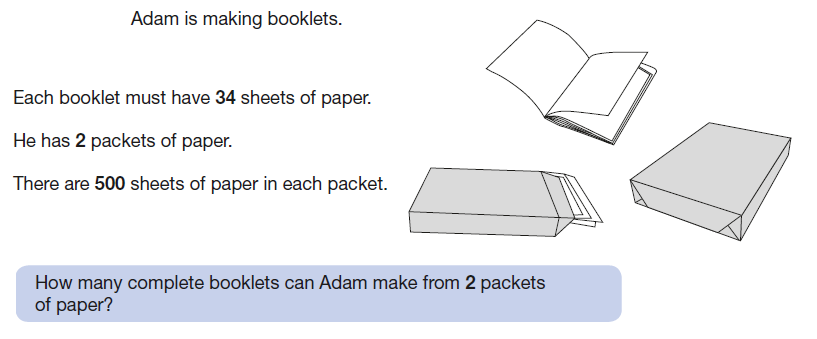 Adam is making booklets.
Each booklet must have 34 sheets of paper.
He has 2 packets of paper.
There are 500 sheets of paper in each packet.
How many complete booklets can Adam make from 2 packets
of paper?